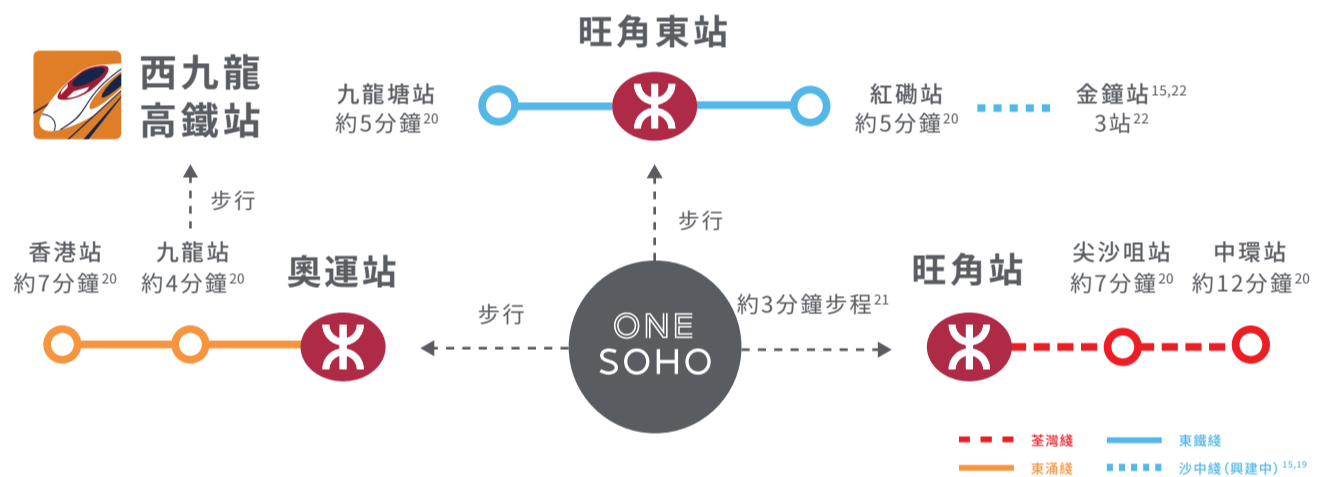 旺角東站
西九龍
高鐵站
九龍塘站
約5分鐘20
紅磡站
約5分鐘20
金鐘站15,22
3站22
步行
步行
香港站
約7分鐘20
九龍站
約4分鐘20
奧運站
步行
ONE
SOHO
約3分鐘步程21
旺角站
尖沙咀站
約7分鐘20
中環站
約12分鐘20
荃灣綫
東鐵綫
東涌綫
沙中綫(興建中)15,19